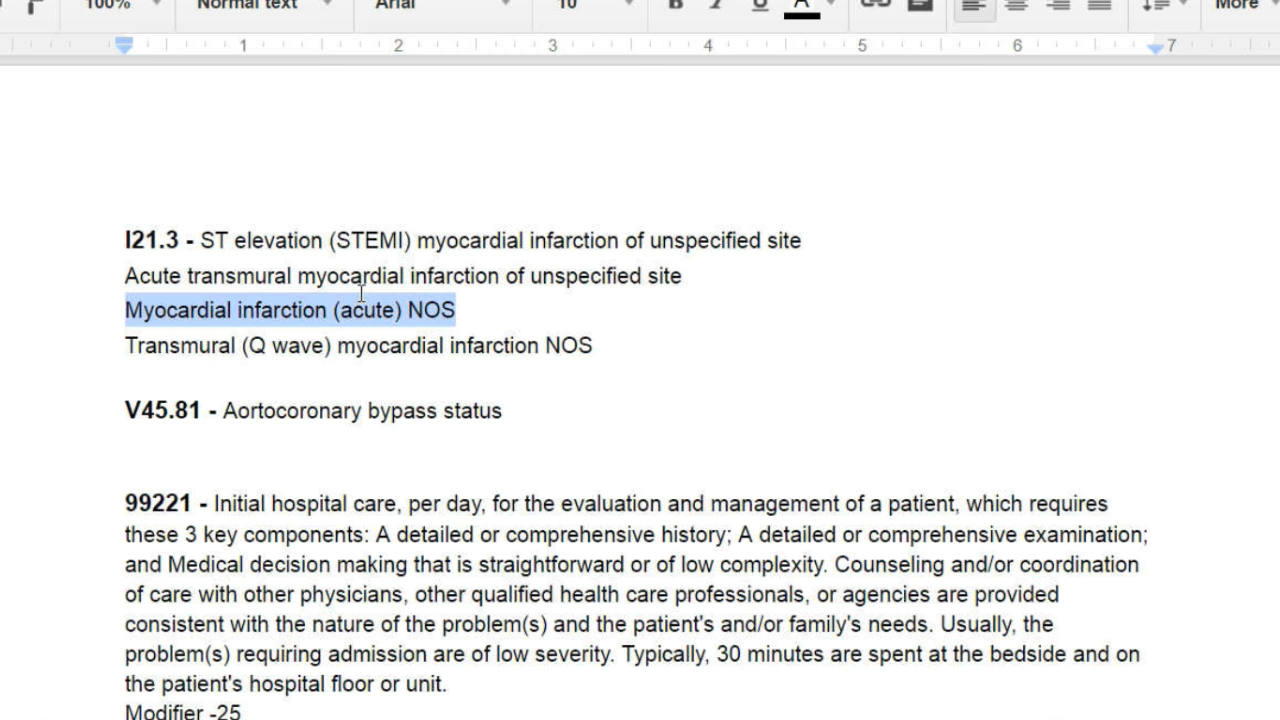 100% Normal text Arial 10 B I U A More
1 2 3 4 5 6 7
I21.3 - ST elevation (STEMI) myocardial infarction of unspecified site
Acute transmural myocardial infarction of unspecified site
Myocardial infarction (acute) NOS
Transmural (Q wave) myocardial infarction NOS
V45.81 - Aortocoronary bypass status
99221 - Initial hospital care, per day, for the evaluation and management of a patient, which requires
these 3 key components: A detailed or comprehensive history; A detailed or comprehensive examination;
and Medical decision making that is straightforward or of low complexity. Counseling and/or coordination
of care with other physicians, other qualified health care professionals, or agencies are provided
consistent with the nature of the problem(s) and the patient's and/or family's needs. Usually, the
problem(s) requiring admission are of low severity. Typically, 30 minutes are spent at the bedside and on
the patient's hospital floor or unit.
Modifier -25